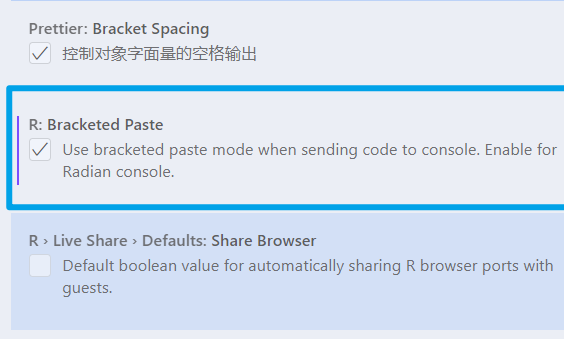 Prettier: Bracket Spacing
控制对象字面量的空格输出
R: Bracketed Paste
Use bracketed paste mode when sending code to console. Enable for
Radian console.
R › Live Share › Defaults: Share Browser
Default boolean value for automatically sharing R browser ports with
guests.